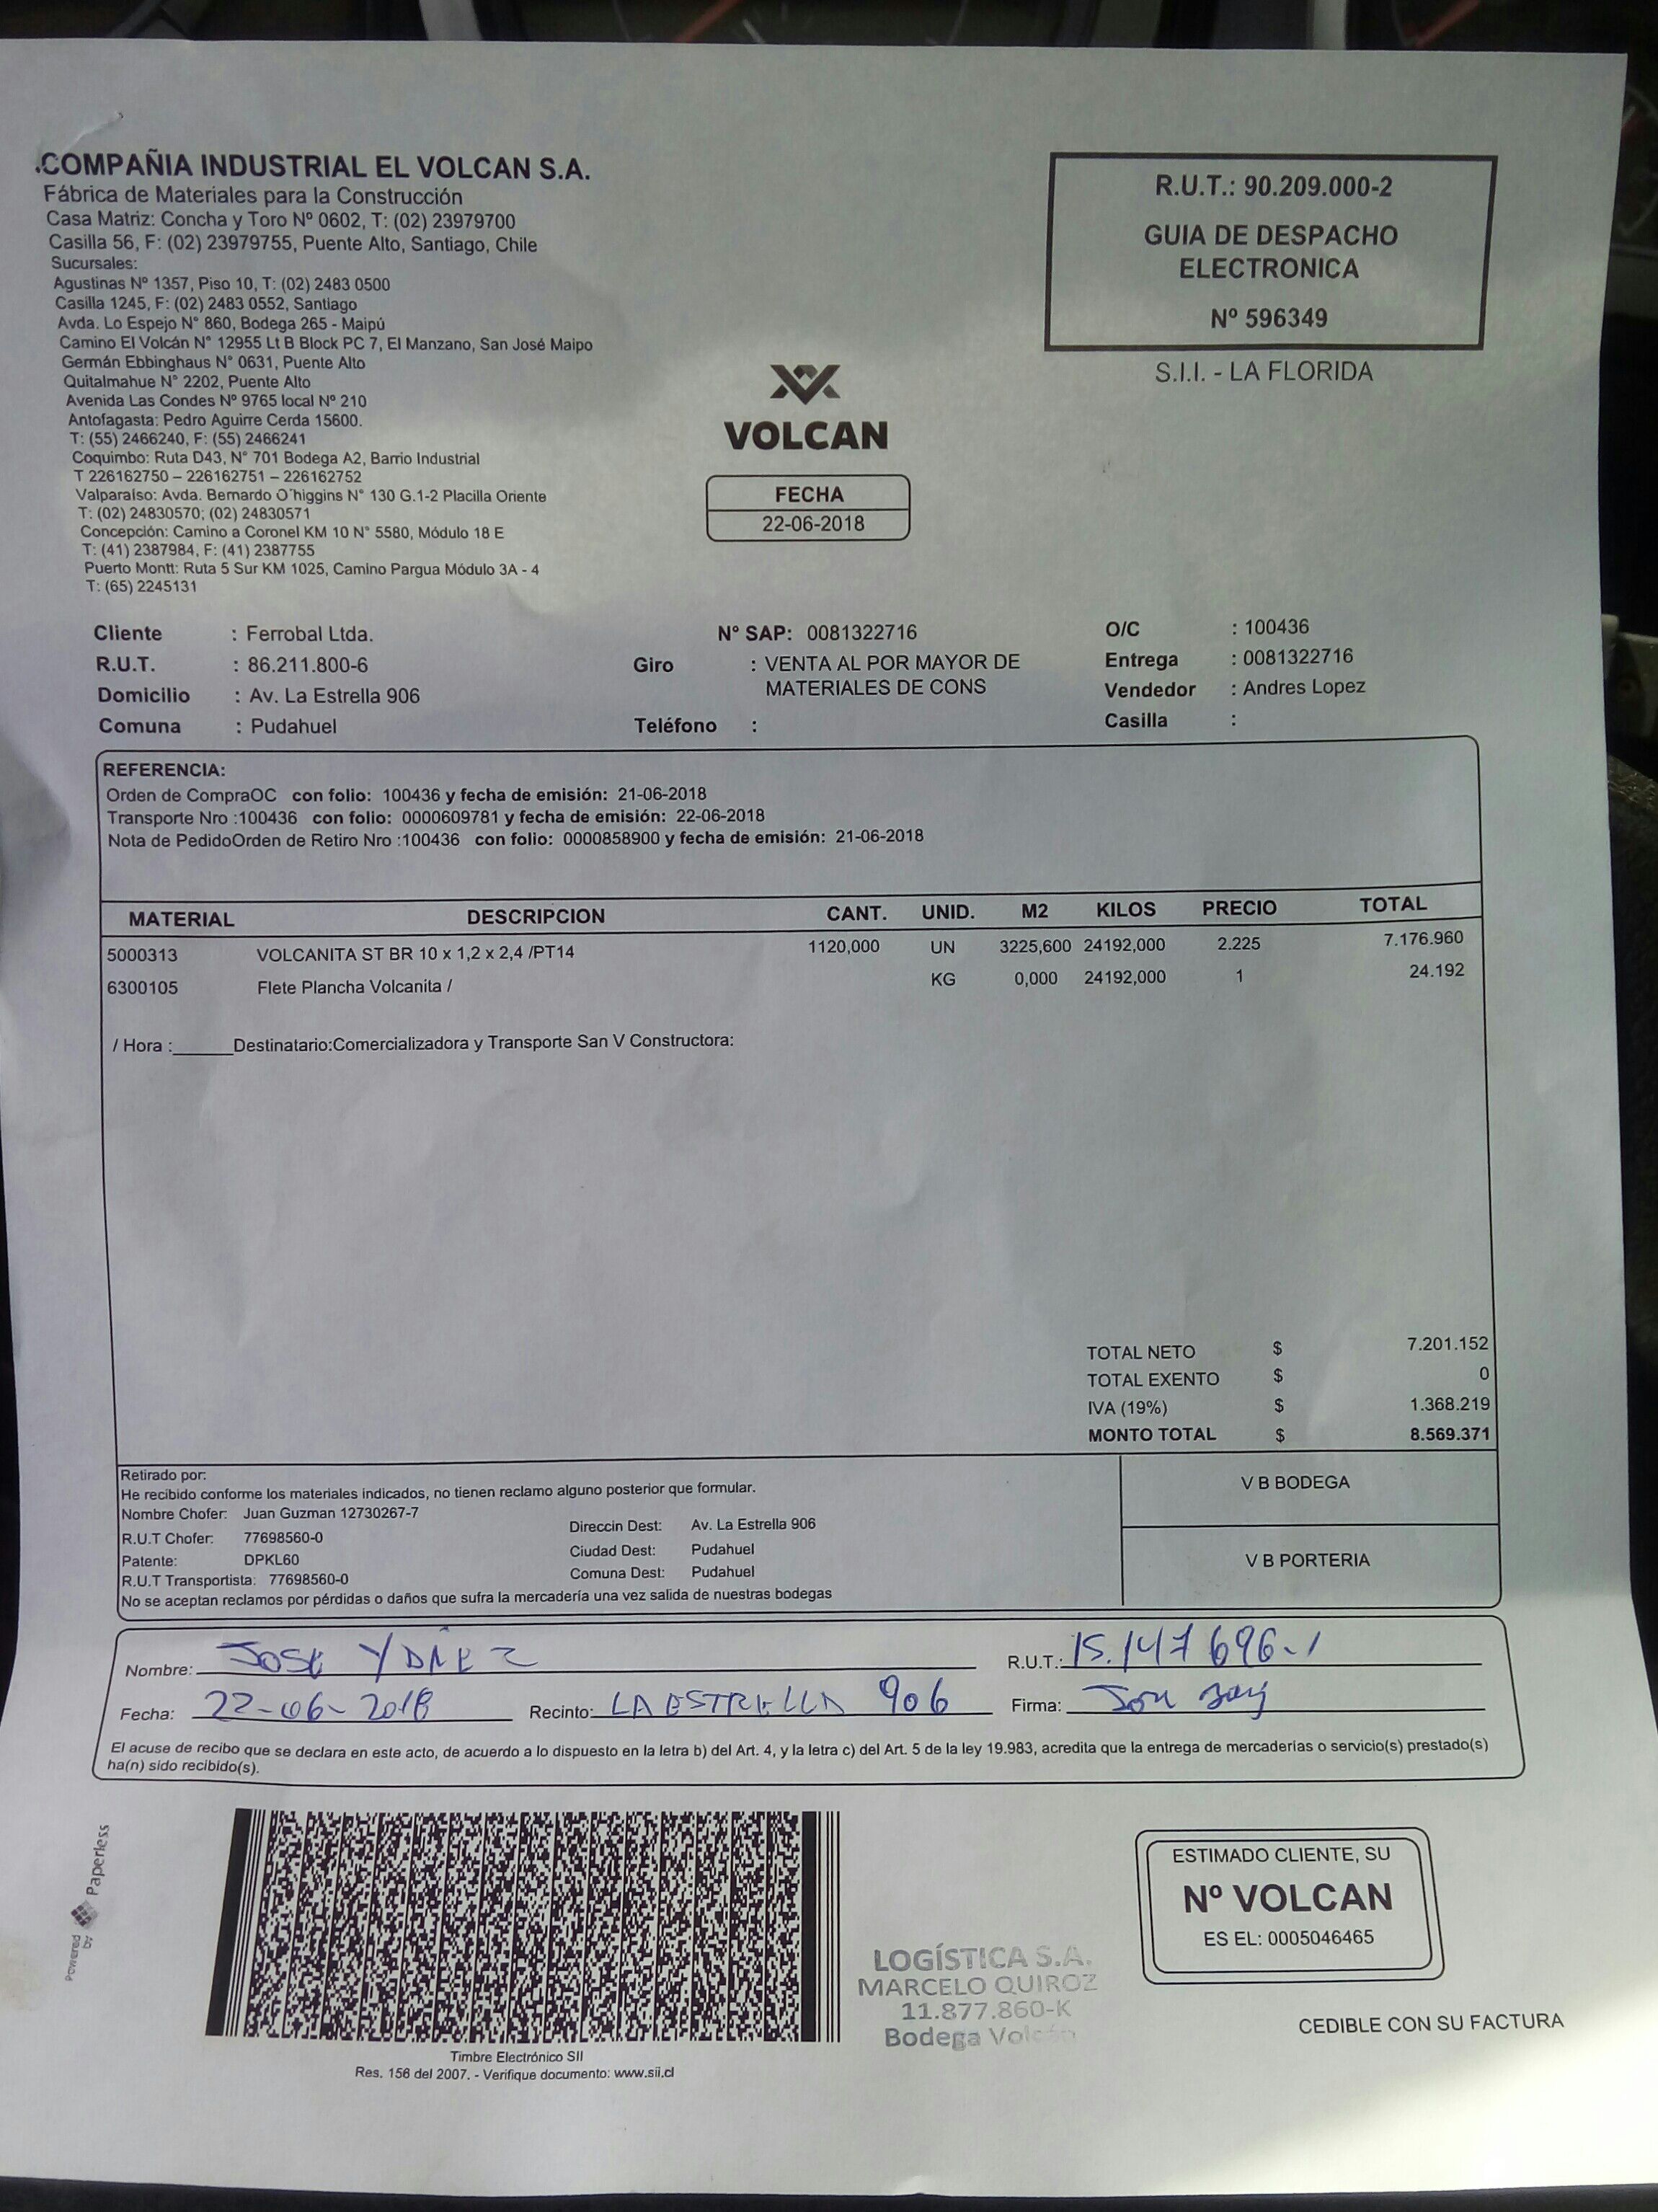 .COMPAÑIA INDUSTRIAL EL VOLCAN S.A.
Fábrica de Materiales para la Construcción
Casa Matriz: Concha y Toro Nº 0602, T: (02) 23979700
Casilla 56, F: (02) 23979755, Puente Alto, Santiago, Chile
Sucursales:
Agustinas Nº 1357, Piso 10, T: (02) 2483 0500
Casilla 1245, F: (02) 2483 0552, Santiago
Avda. Lo Espejo N° 860, Bodega 265 - Maipú
Camino El Volcán N° 12955 Lt B Block PC 7, El Manzano, San José Maipo
Germán Ebbinghaus N° 0631, Puente Alto
Quitalmahue N° 2202, Puente Alto
Avenida Las Condes Nº 9765 local Nº 210
Antofagasta: Pedro Aguirre Cerda 15600.
T: (55) 2466240, F: (55) 2466241
Coquimbo: Ruta D43, N° 701 Bodega A2, Barrio Industrial
T 226162750 – 226162751 – 226162752
Valparaíso: Avda. Bernardo O´higgins N° 130 G.1-2 Placilla Oriente
T: (02) 24830570; (02) 24830571
Concepción: Camino a Coronel KM 10 N° 5580, Módulo 18 E
T: (41) 2387984, F: (41) 2387755
Puerto Montt: Ruta 5 Sur KM 1025, Camino Pargua Módulo 3A - 4
T: (65) 2245131
R.U.T.: 90.209.000-2
GUIA DE DESPACHO
ELECTRONICA
Nº 596349
S.I.I. - LA FLORIDA
VOLCAN
FECHA
22-06-2018
Cliente : Ferrobal Ltda. N° SAP: 0081322716 O/C : 100436
R.U.T. : 86.211.800-6 Giro : VENTA AL POR MAYOR DE Entrega : 0081322716
Domicilio : Av. La Estrella 906 MATERIALES DE CONS Vendedor : Andres Lopez
Comuna : Pudahuel Teléfono : Casilla :
REFERENCIA:
Orden de CompraOC con folio: 100436 y fecha de emisión: 21-06-2018
Transporte Nro :100436 con folio: 0000609781 y fecha de emisión: 22-06-2018
Nota de PedidoOrden de Retiro Nro :100436 con folio: 0000858900 y fecha de emisión: 21-06-2018
MATERIAL DESCRIPCION CANT. UNID. M2 KILOS PRECIO TOTAL
5000313 VOLCANITA ST BR 10 x 1,2 x 2,4 /PT14 1120,000 UN 3225,600 24192,000 2.225 7.176.960
6300105 Flete Plancha Volcanita / KG 0,000 24192,000 1 24.192
/ Hora :______Destinatario:Comercializadora y Transporte San V Constructora:
TOTAL NETO $ 7.201.152
TOTAL EXENTO $ 0
IVA (19%) $ 1.368.219
MONTO TOTAL $ 8.569.371
Retirado por:
He recibido conforme los materiales indicados, no tienen reclamo alguno posterior que formular.
Nombre Chofer: Juan Guzman 12730267-7
R.U.T Chofer: 77698560-0 Direccin Dest: Av. La Estrella 906
Patente: DPKL60 Ciudad Dest: Pudahuel
R.U.T Transportista: 77698560-0 Comuna Dest: Pudahuel
No se aceptan reclamos por pérdidas o daños que sufra la mercadería una vez salida de nuestras bodegas
V B BODEGA
V B PORTERIA
Nombre: JOSE YÁÑEZ R.U.T.: 15.147 696-1
Fecha: 22-06-2018 Recinto: LA ESTRELLA 906 Firma:
El acuse de recibo que se declara en este acto, de acuerdo a lo dispuesto en la letra b) del Art. 4, y la letra c) del Art. 5 de la ley 19.983, acredita que la entrega de mercaderías o servicio(s) prestado(s)
ha(n) sido recibido(s).
Powered by Paperless
Timbre Electrónico SII
Res. 156 del 2007. - Verifique documento: www.sii.cl
LOGÍSTICA S.A.
MARCELO QUIROZ
11.877.860-K
Bodega Volcán
ESTIMADO CLIENTE, SU
Nº VOLCAN
ES EL: 0005046465
CEDIBLE CON SU FACTURA